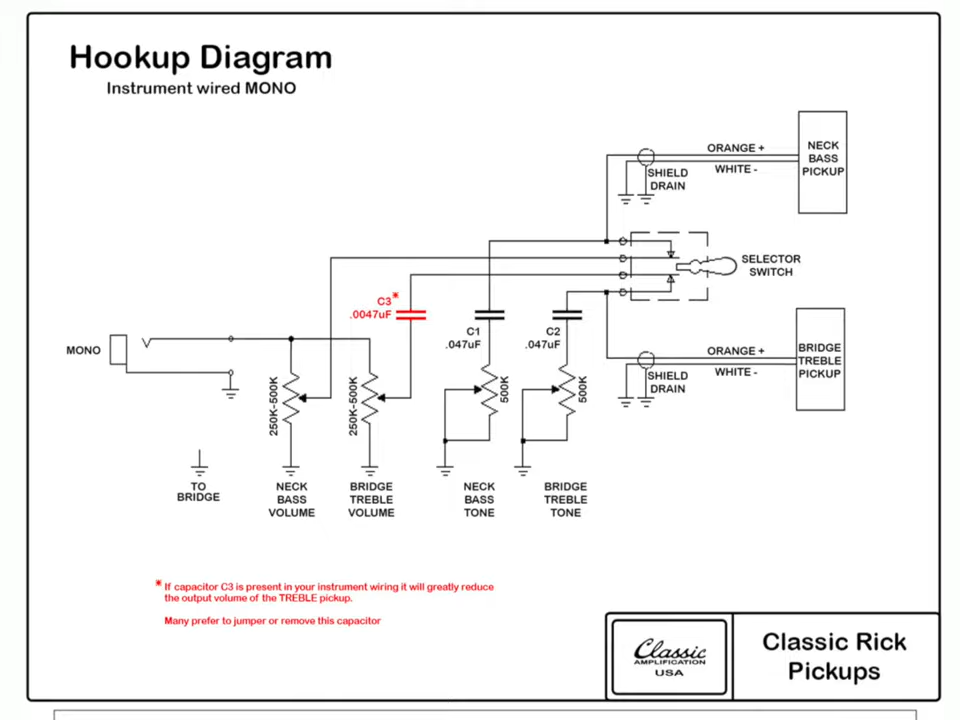 Hookup Diagram
Instrument wired MONO
ORANGE +
WHITE -
SHIELD
DRAIN
NECK
BASS
PICKUP
SELECTOR
SWITCH
C3*
.0047uF
C1
.047uF
C2
.047uF
MONO
ORANGE +
WHITE -
SHIELD
DRAIN
BRIDGE
TREBLE
PICKUP
250K-500K
250K-500K
500K
500K
TO
BRIDGE
NECK
BASS
VOLUME
BRIDGE
TREBLE
VOLUME
NECK
BASS
TONE
BRIDGE
TREBLE
TONE
* If capacitor C3 is present in your instrument wiring it will greatly reduce
the output volume of the TREBLE pickup.
Many prefer to jumper or remove this capacitor
Classic
AMPLIFICATION
USA
Classic Rick
Pickups